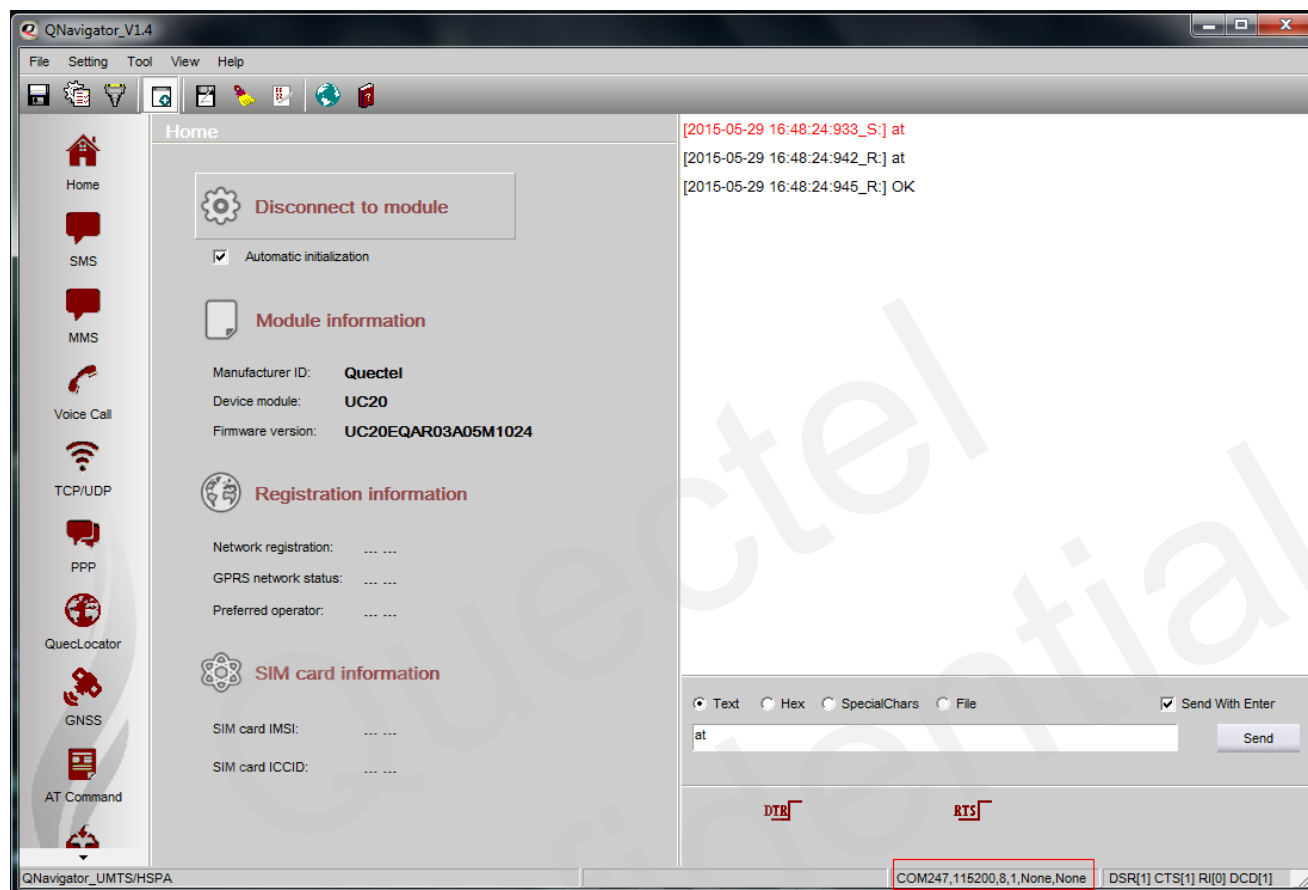 QNavigator_V1.4
File Setting Tool View Help
Home
SMS
MMS
Voice Call
TCP/UDP
PPP
QuecLocator
GNSS
AT Command
Home
Disconnect to module
Automatic initialization
Module information
Manufacturer ID: Quectel
Device module: UC20
Firmware version: UC20EQAR03A05M1024
Registration information
Network registration: --- ---
GPRS network status: --- ---
Preferred operator: --- ---
SIM card information
SIM card IMSI: --- ---
SIM card ICCID: --- ---
[2015-05-29 16:48:24:933_S:] at
[2015-05-29 16:48:24:942_R:] at
[2015-05-29 16:48:24:945_R:] OK
Text Hex SpecialChars File Send With Enter
at
Send
DTR RTS
QNavigator_UMTS/HSPA COM247,115200,8,1,None,None DSR[1] CTS[1] RI[0] DCD[1]
Quectel
fidential